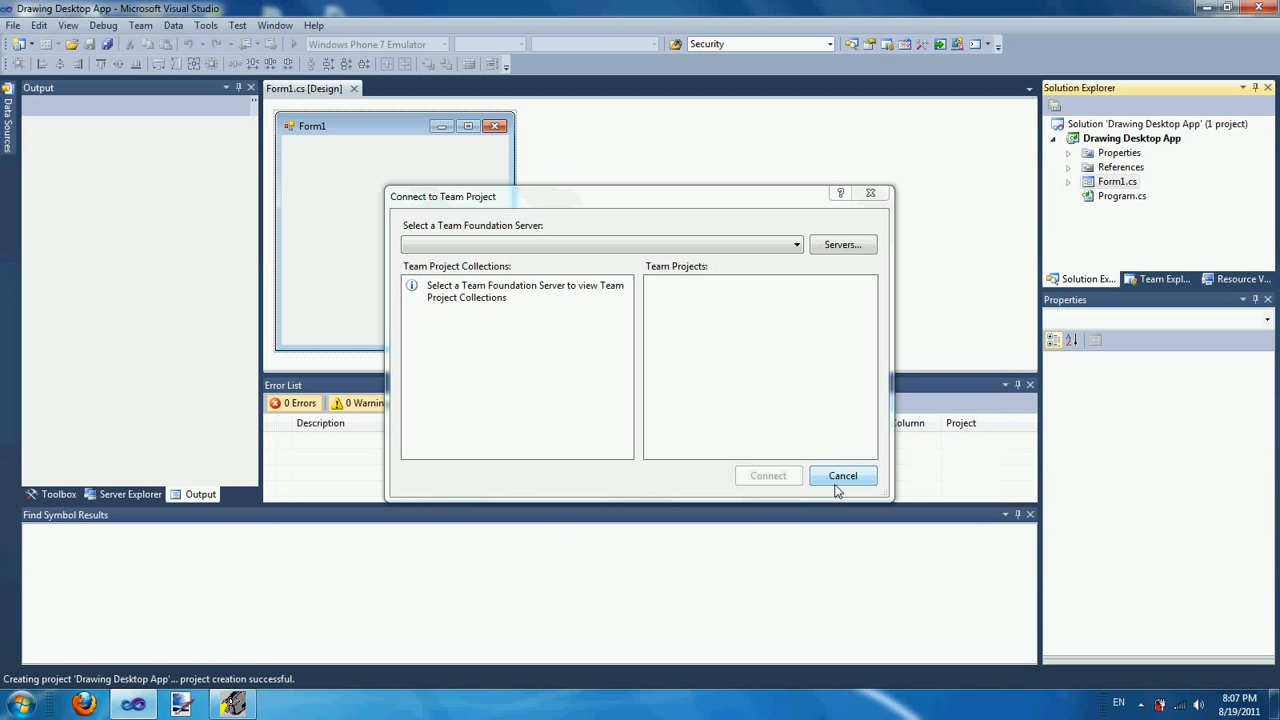 Drawing Desktop App - Microsoft Visual Studio
File Edit View Debug Team Data Tools Test Window Help
Windows Phone 7 Emulator
Security
Output
Form1.cs [Design]
Solution Explorer
Data Sources
Form1
Solution 'Drawing Desktop App' (1 project)
Drawing Desktop App
Properties
References
Form1.cs
Program.cs
Connect to Team Project
Select a Team Foundation Server:
Servers...
Team Project Collections:
Team Projects:
Select a Team Foundation Server to view Team
Project Collections
Solution Ex... Team Expl... Resource V...
Properties
Error List
0 Errors 0 Warnin
Description
olumn Project
Connect Cancel
Toolbox Server Explorer Output
Find Symbol Results
Creating project 'Drawing Desktop App'... project creation successful.
EN
8:07 PM
8/19/2011